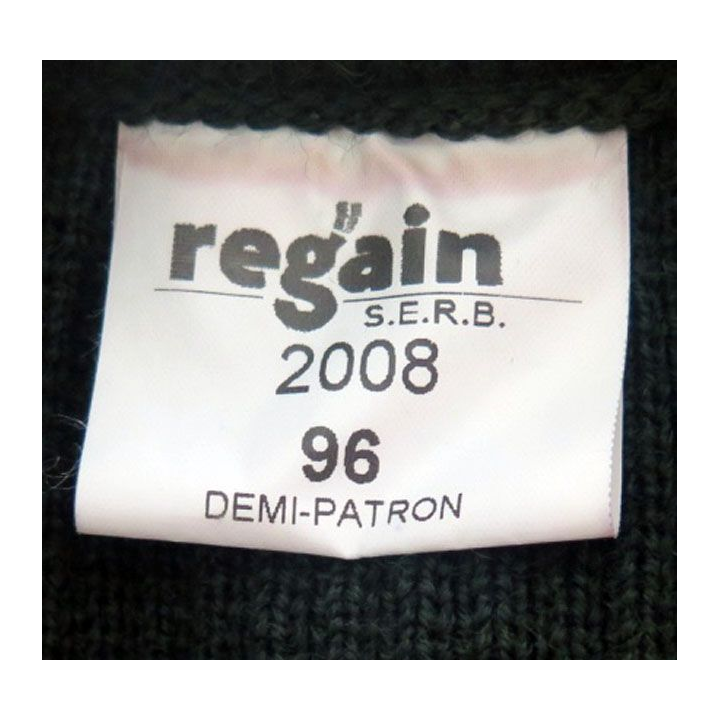 regain
S.E.R.B.
2008
96
DEMI-PATRON